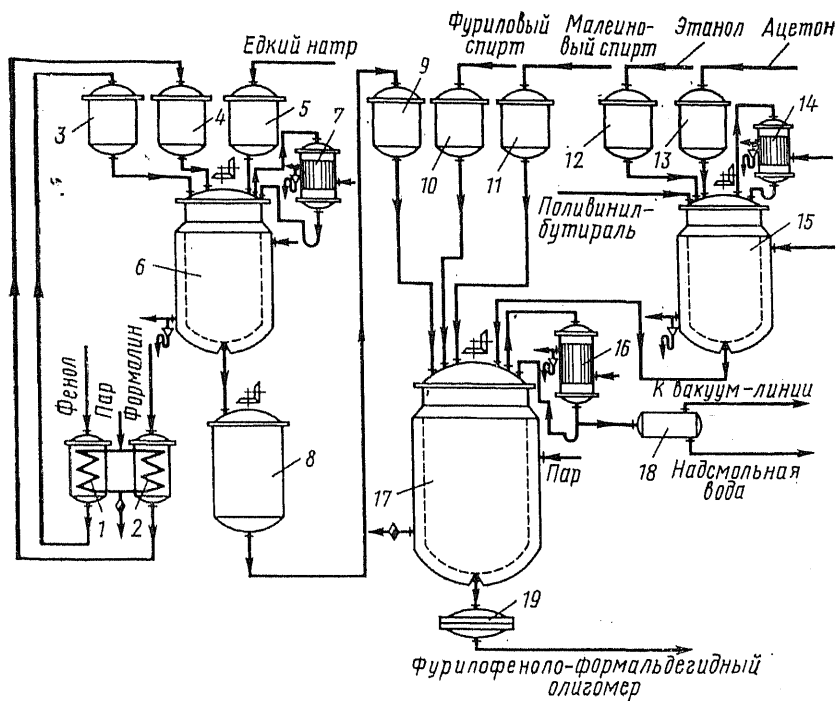 Едкий натр
Фуриловый
спирт
Малеино-
вый спирт
Этанол
Ацетон
3
4
5
7
9
10
11
12
13
14
Поливинил-
бутираль
15
6
16
Фенол
Пар
Формалин
К вакуум-линии
18
Надсмольная
вода
8
17
Пар
1
2
19
Фурилофеноло-формальдегидный
олигомер